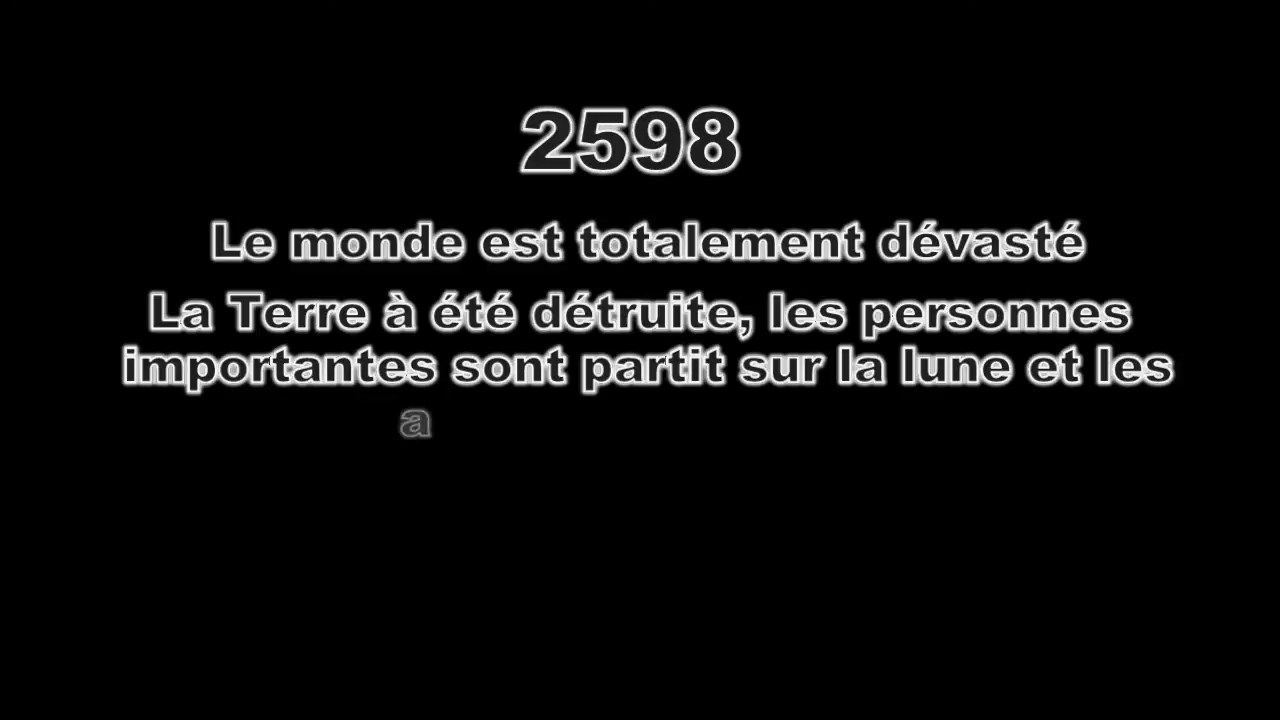 2598
Le monde est totalement dévasté
La Terre à été détruite, les personnes
importantes sont partit sur la lune et les
a